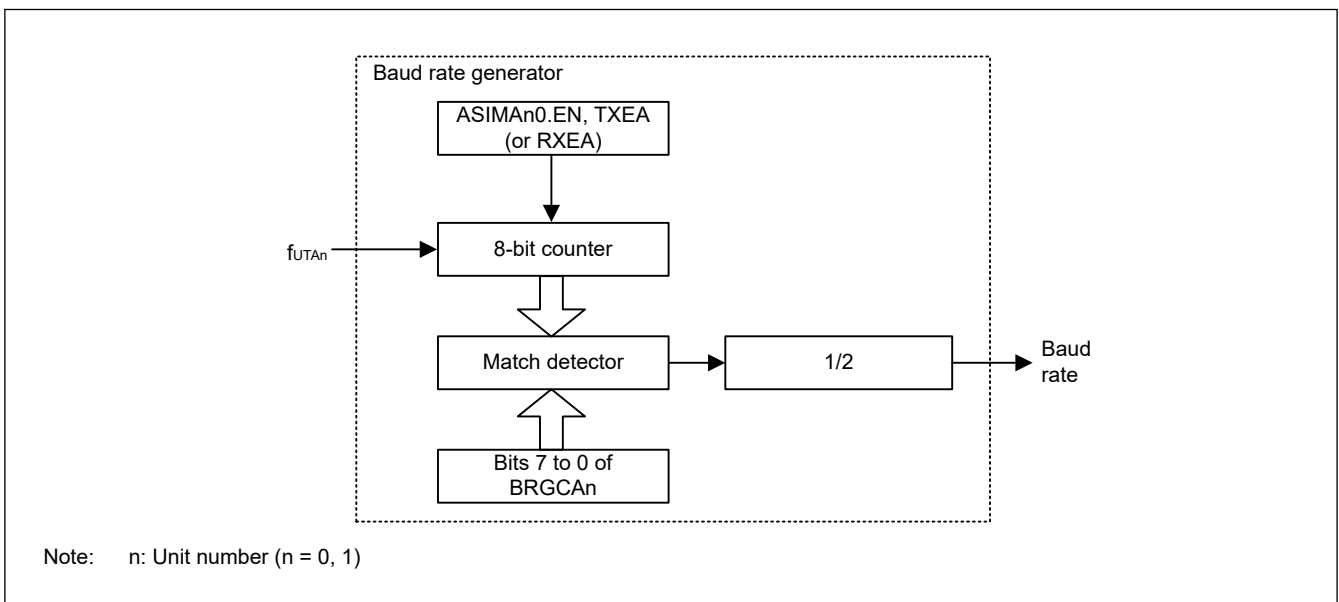 Baud rate generator
ASIMAn0.EN, TXEA
(or RXEA)
fUTAn
8-bit counter
Match detector
1/2
Baud
rate
Bits 7 to 0 of
BRGCAn
Note: n: Unit number (n = 0, 1)